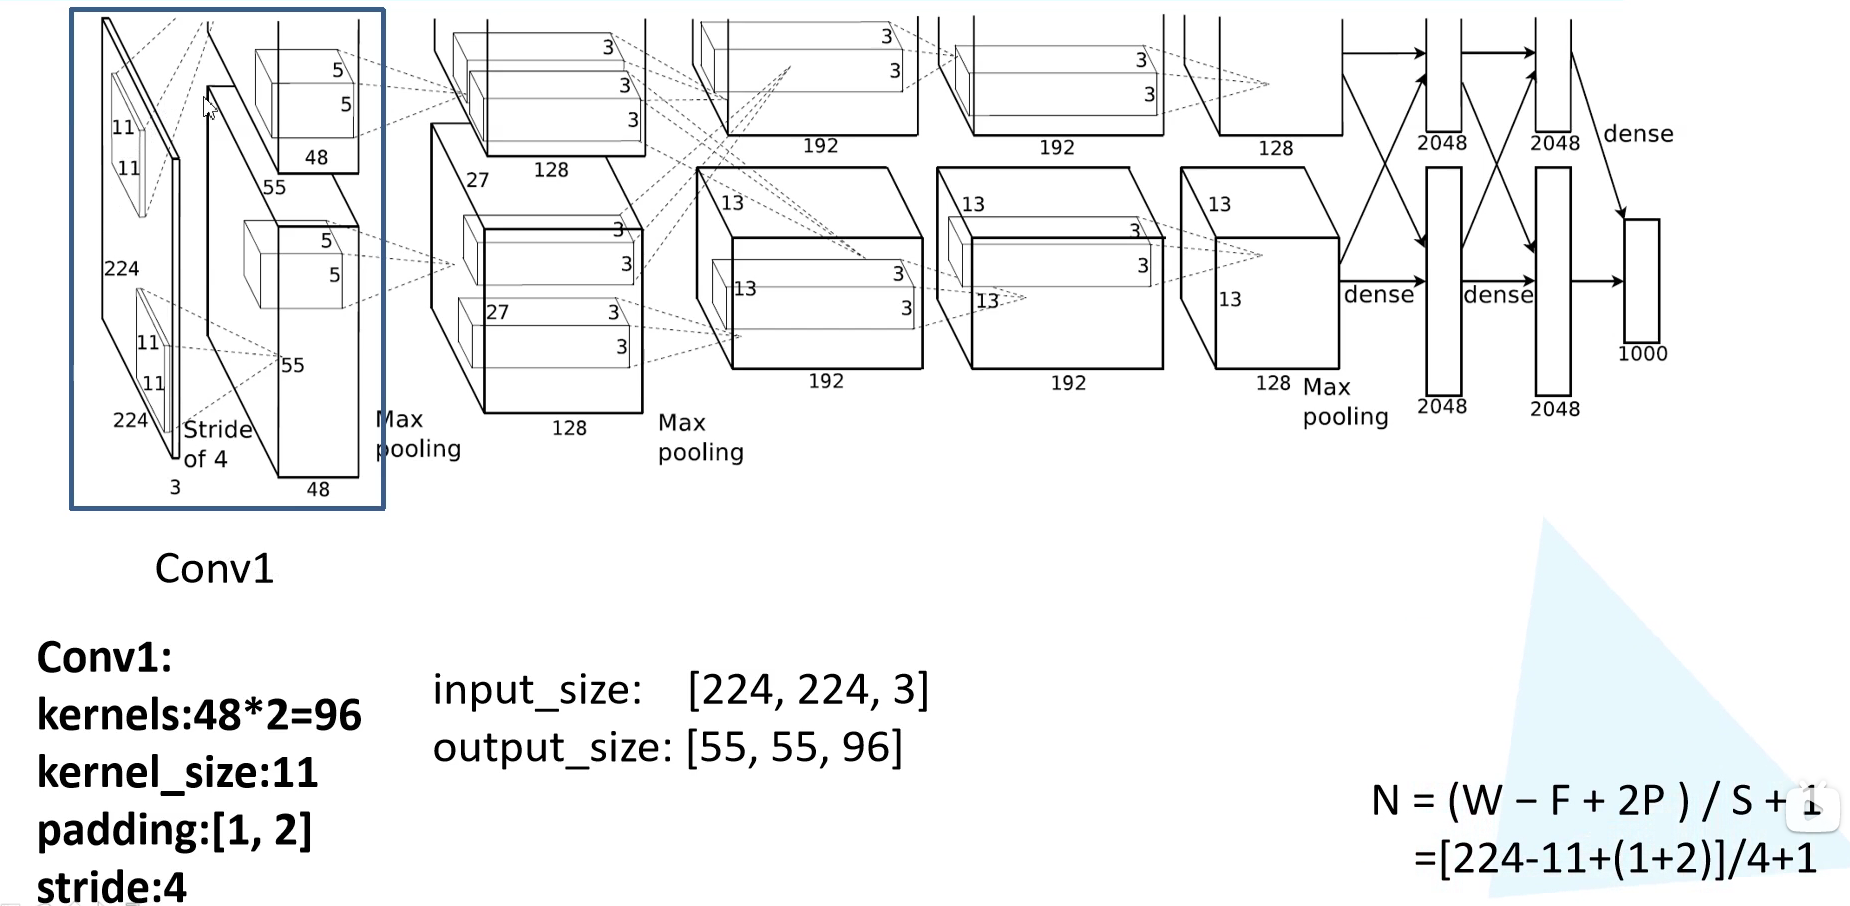 11
11
224
11
11
224
Stride
of 4
3
5
5
48
55
5
5
55
48
Max
pooling
3
3
3
128
27
3
3
27
3
3
128
Max
pooling
3
3
192
13
3
3
13
192
3
3
192
13
3
3
13
192
128
13
13
128
Max
pooling
dense
2048
2048
dense
2048
2048
dense
1000
Conv1
Conv1:
kernels:48*2=96
kernel_size:11
padding:[1, 2]
stride:4
input_size: [224, 224, 3]
output_size: [55, 55, 96]
N = (W – F + 2P ) / S + 1
=[224-11+(1+2)]/4+1